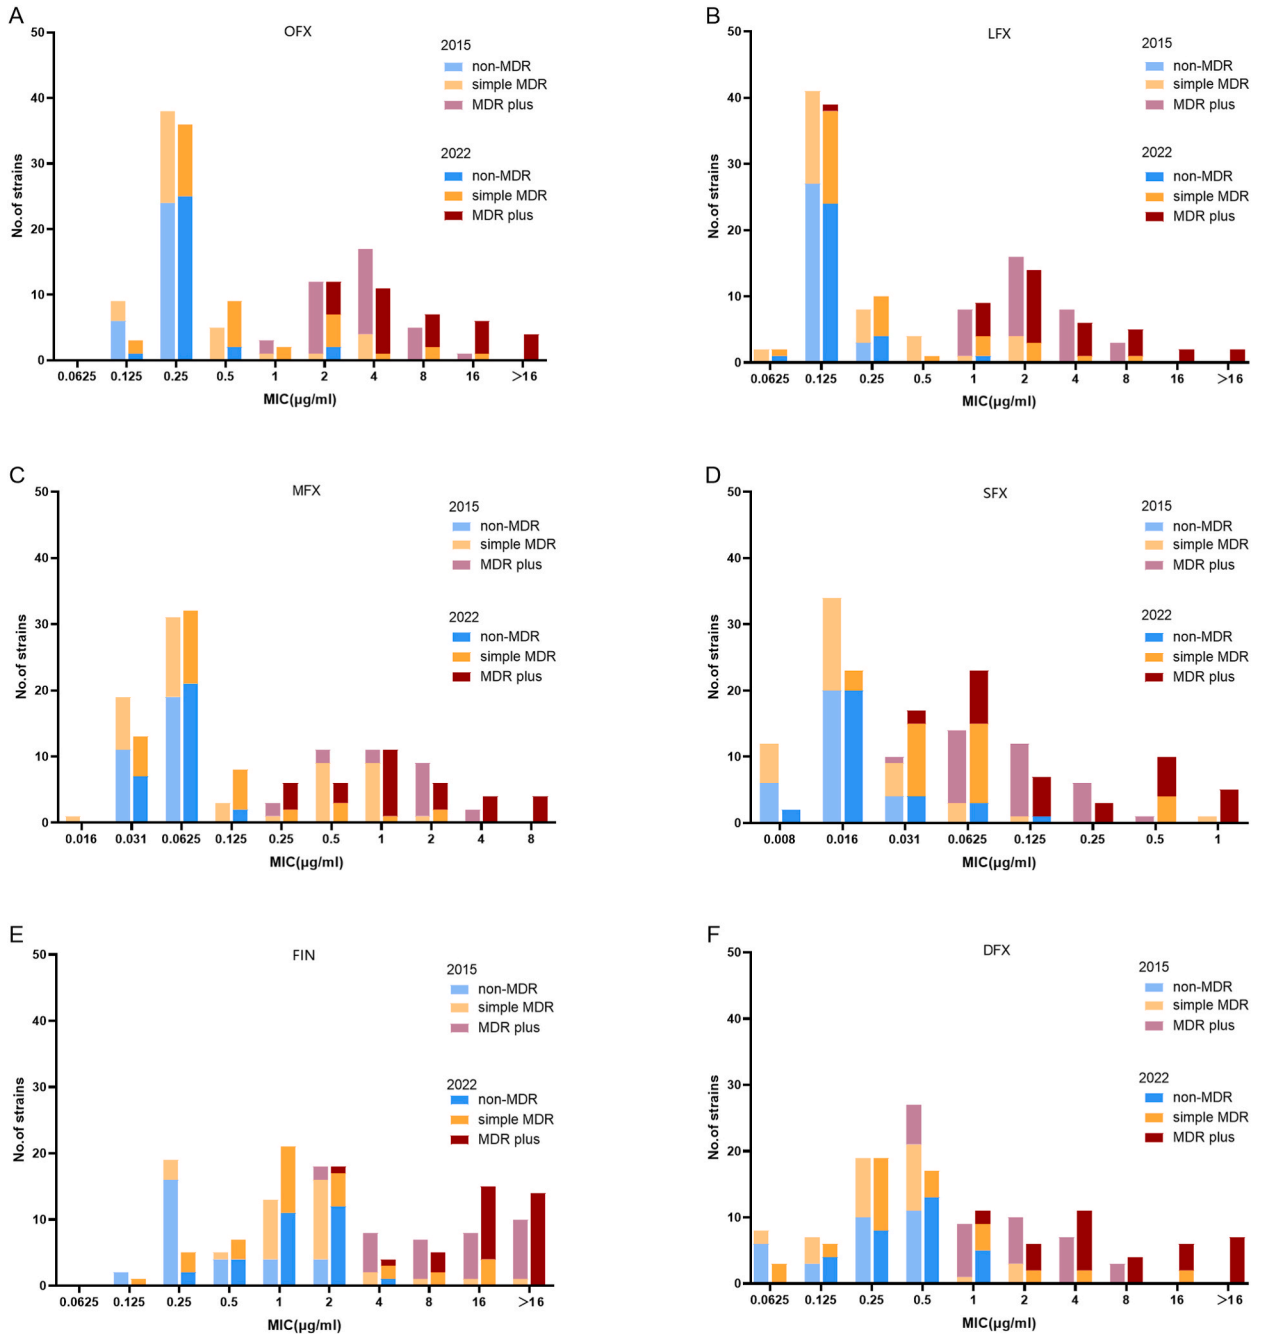 A
OFX
50
40
30
20
10
0
No.of strains
2015
non-MDR
simple MDR
MDR plus
2022
non-MDR
simple MDR
MDR plus
0.0625 0.125 0.25 0.5 1 2 4 8 16 >16
MIC(μg/ml)
B
LFX
50
40
30
20
10
0
No.of strains
2015
non-MDR
simple MDR
MDR plus
2022
non-MDR
simple MDR
MDR plus
0.0625 0.125 0.25 0.5 1 2 4 8 16 >16
MIC(μg/ml)
C
MFX
50
40
30
20
10
0
No.of strains
2015
non-MDR
simple MDR
MDR plus
2022
non-MDR
simple MDR
MDR plus
0.016 0.031 0.0625 0.125 0.25 0.5 1 2 4 8
MIC(μg/ml)
D
SFX
50
40
30
20
10
0
No.of strains
2015
non-MDR
simple MDR
MDR plus
2022
non-MDR
simple MDR
MDR plus
0.008 0.016 0.031 0.0625 0.125 0.25 0.5 1
MIC(μg/ml)
E
FIN
50
40
30
20
10
0
No.of strains
2015
non-MDR
simple MDR
MDR plus
2022
non-MDR
simple MDR
MDR plus
0.0625 0.125 0.25 0.5 1 2 4 8 16 >16
MIC(μg/ml)
F
DFX
50
40
30
20
10
0
No.of strains
2015
non-MDR
simple MDR
MDR plus
2022
non-MDR
simple MDR
MDR plus
0.0625 0.125 0.25 0.5 1 2 4 8 16 >16
MIC(μg/ml)